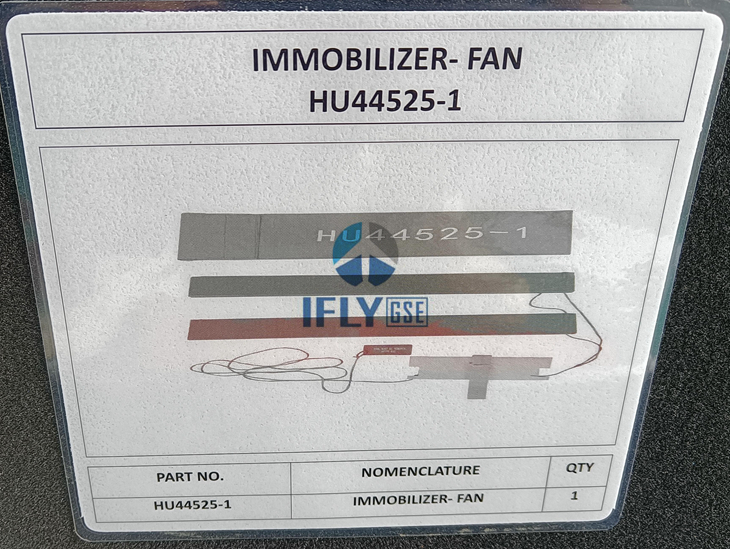 IMMOBILIZER- FAN
HU44525-1
HU44525-1
IFLY GSE
PART NO. NOMENCLATURE QTY
HU44525-1 IMMOBILIZER- FAN 1